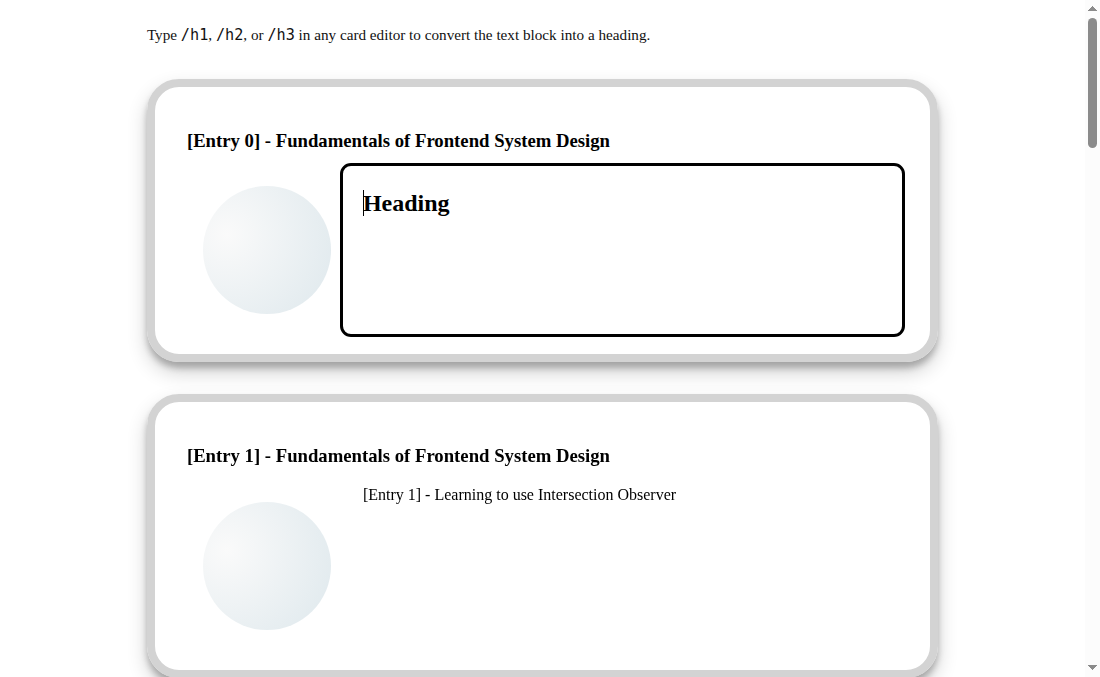 Type /h1, /h2, or /h3 in any card editor to convert the text block into a heading.
[Entry 0] - Fundamentals of Frontend System Design
Heading
[Entry 1] - Fundamentals of Frontend System Design
[Entry 1] - Learning to use Intersection Observer